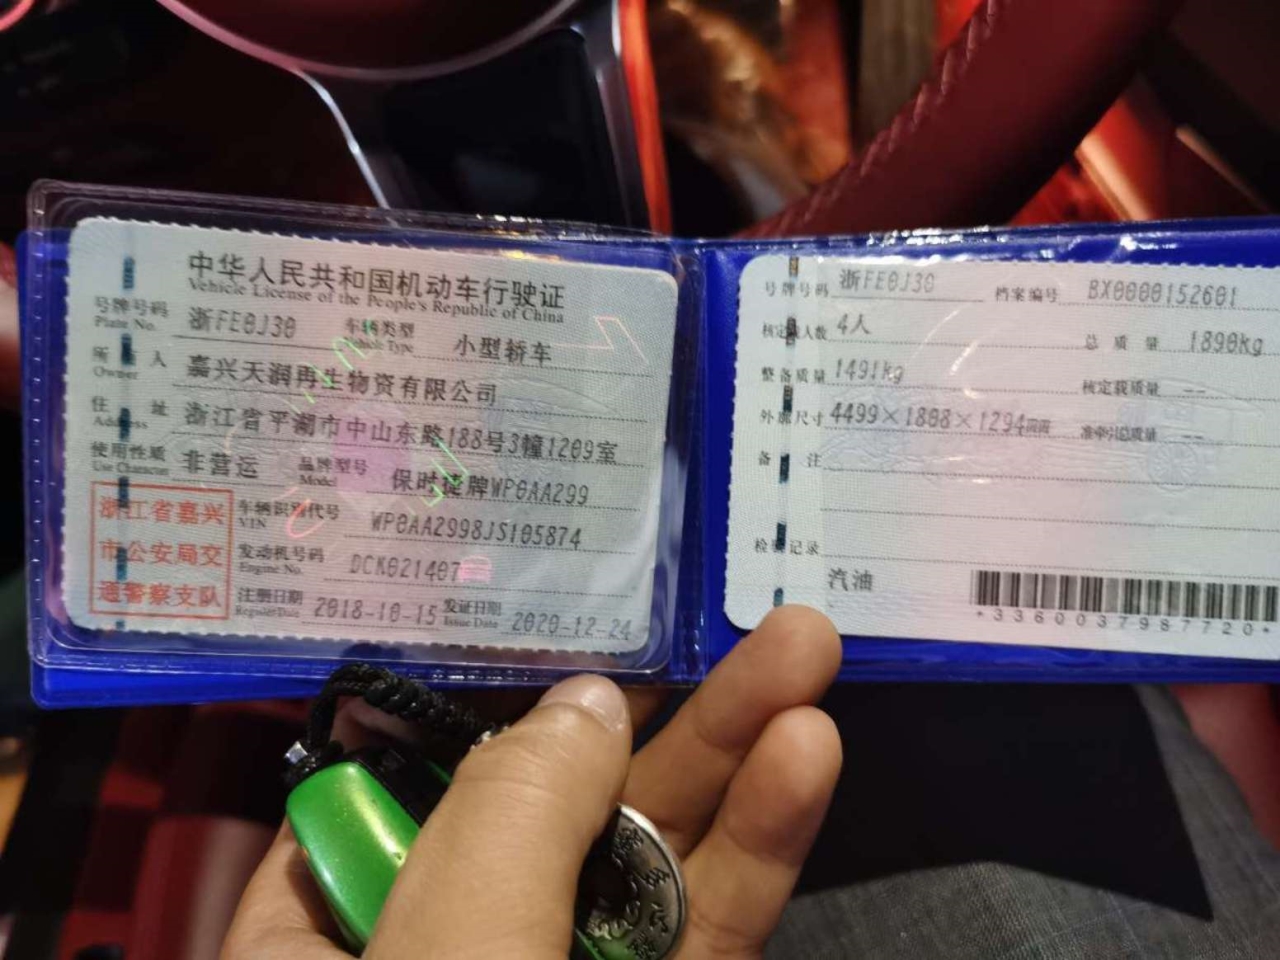 中华人民共和国机动车行驶证
Vehicle License of the People's Republic of China
号牌号码 浙FE0J30 车辆类型 小型轿车
Plate No. Vehicle Type
所有人 嘉兴天润再生物资有限公司
Owner
住址 浙江省平湖市中山东路188号3幢1209室
Address
使用性质 非营运 品牌型号 保时捷牌WP0AA299
Use Character Model
浙江省嘉兴
市公安局交
通警察支队
车辆识别代号 WP0AA2998JS105874
VIN
发动机号码 DCK021407
Engine No.
注册日期 2018-10-15 发证日期 2020-12-24
Register Date Issue Date
号牌号码 浙FE0J30 档案编号 BX0000152601
核定载人数 4人 总质量 1890kg
整备质量 1491kg 核定载质量 --
外廓尺寸 4499×1808×1294mm 准牵引总质量 --
备注
检验记录
汽油
*3360037987720*